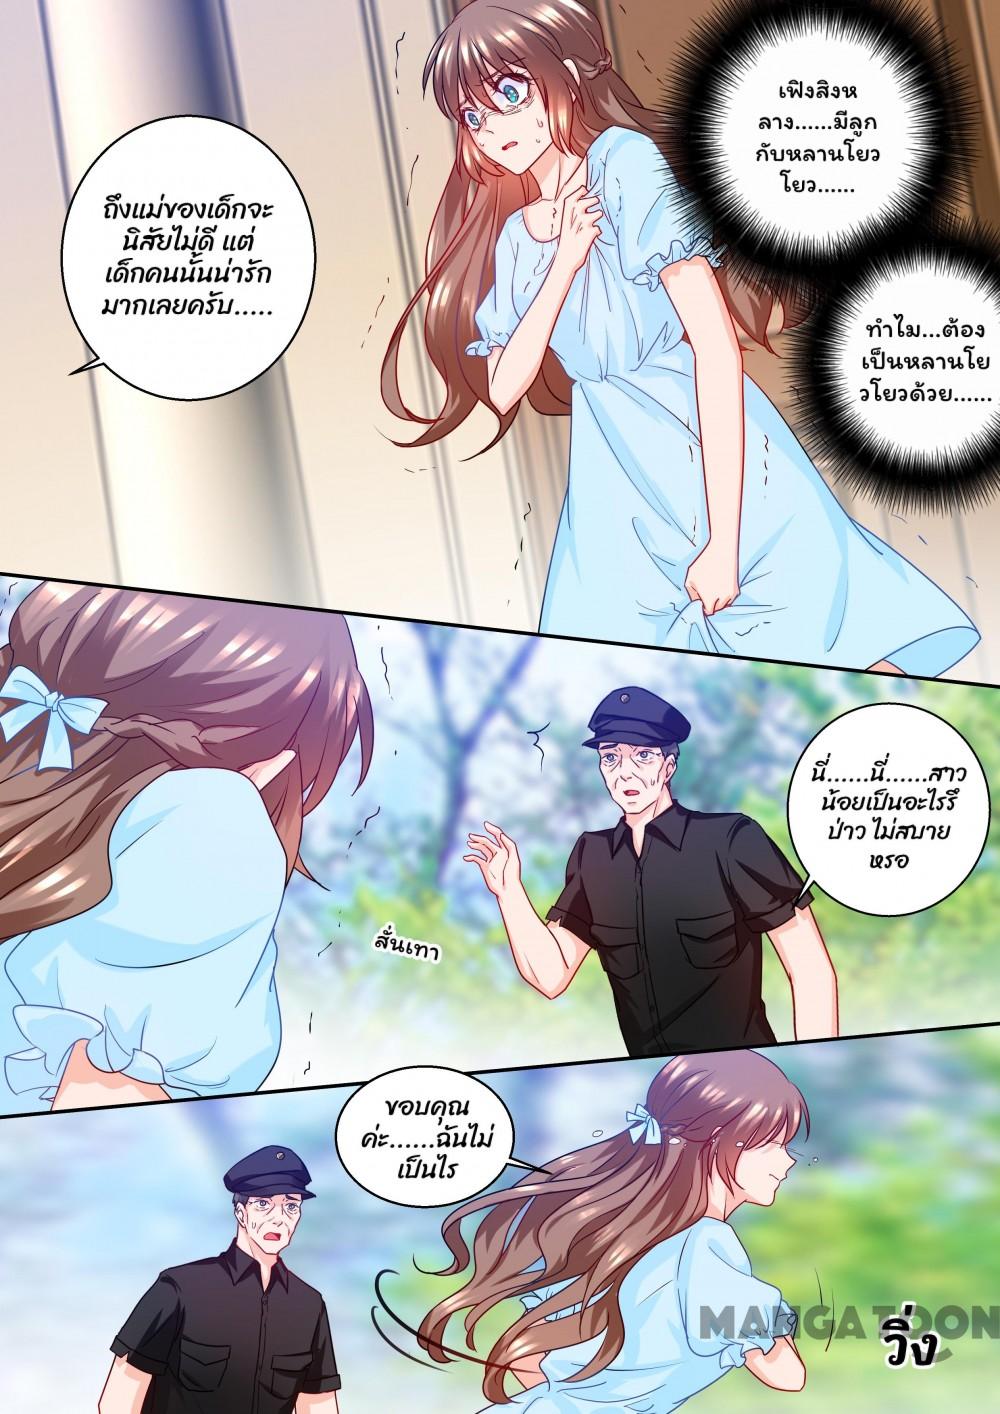 เฟิงสิงห
ลาง......มีลูก
กับหลานโยว
โยว......
ถึงแม่ของเด็กจะ
นิสัยไม่ดี แต่
เด็กคนนั้นน่ารัก
มากเลยครับ.....
ทำไม...ต้อง
เป็นหลานโย
วโยวด้วย......
นี่......นี่......สาว
น้อยเป็นอะไรรึ
ป่าว ไม่สบาย
หรอ
สั่นเทา
ขอบคุณ
ค่ะ......ฉันไม่
เป็นไร
MANGATOON
วิ่ง